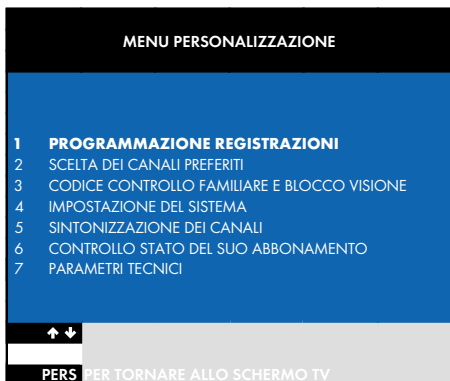 MENU PERSONALIZZAZIONE
1 PROGRAMMAZIONE REGISTRAZIONI
2 SCELTA DEI CANALI PREFERITI
3 CODICE CONTROLLO FAMILIARE E BLOCCO VISIONE
4 IMPOSTAZIONE DEL SISTEMA
5 SINTONIZZAZIONE DEI CANALI
6 CONTROLLO STATO DEL SUO ABBONAMENTO
7 PARAMETRI TECNICI
↑ ↓
PERS PER TORNARE ALLO SCHERMO TV